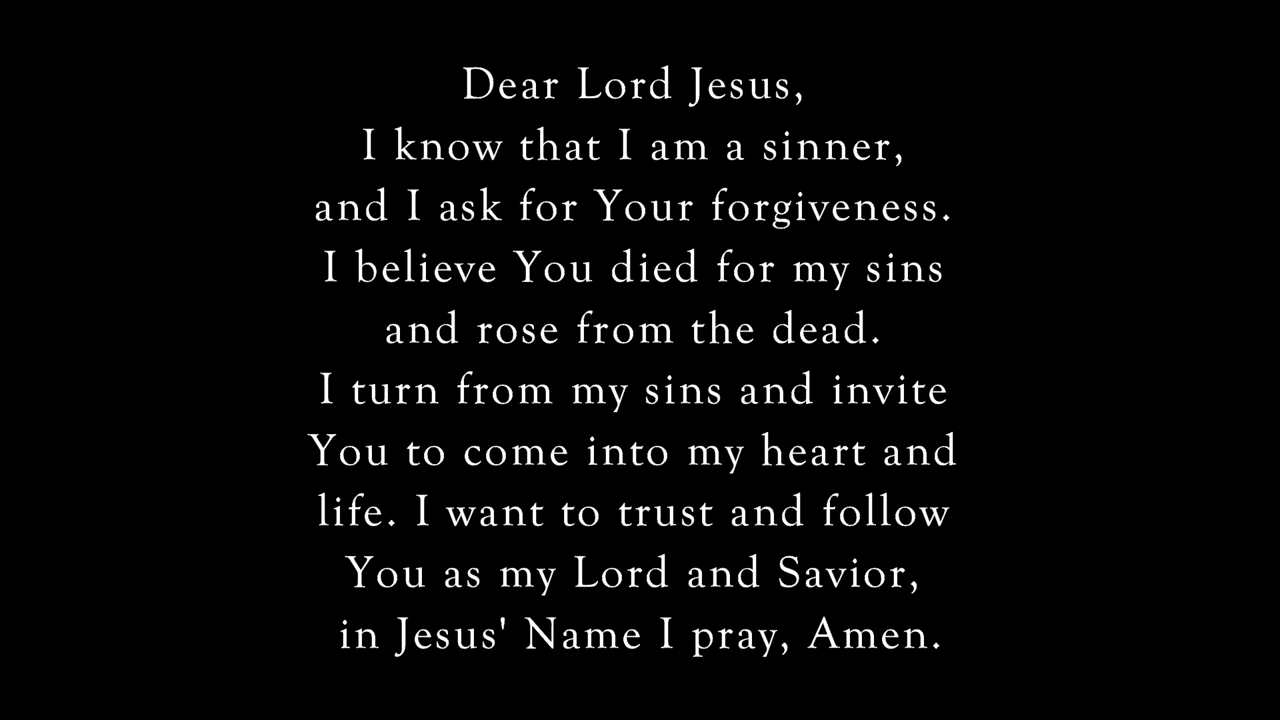 Dear Lord Jesus,
I know that I am a sinner,
and I ask for Your forgiveness.
I believe You died for my sins
and rose from the dead.
I turn from my sins and invite
You to come into my heart and
life. I want to trust and follow
You as my Lord and Savior,
in Jesus' Name I pray, Amen.